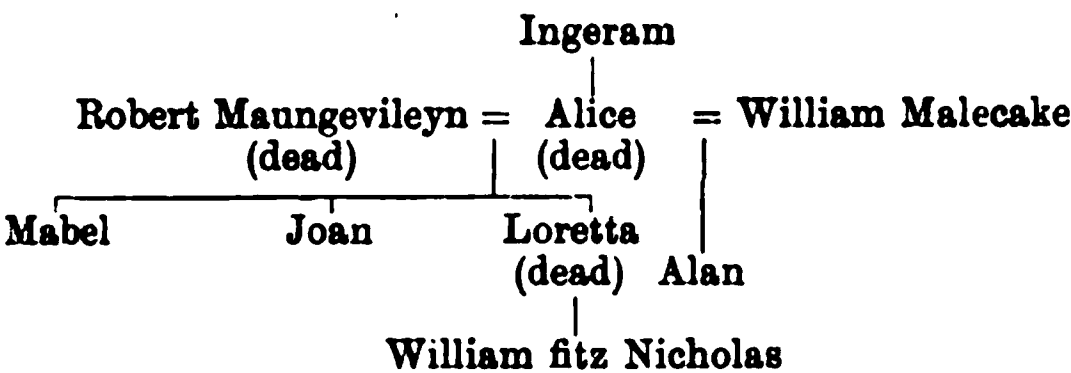 Ingeram
Robert Maungevileyn = Alice = William Malecake
(dead) (dead)
Mabel Joan Loretta
(dead) Alan
William fitz Nicholas